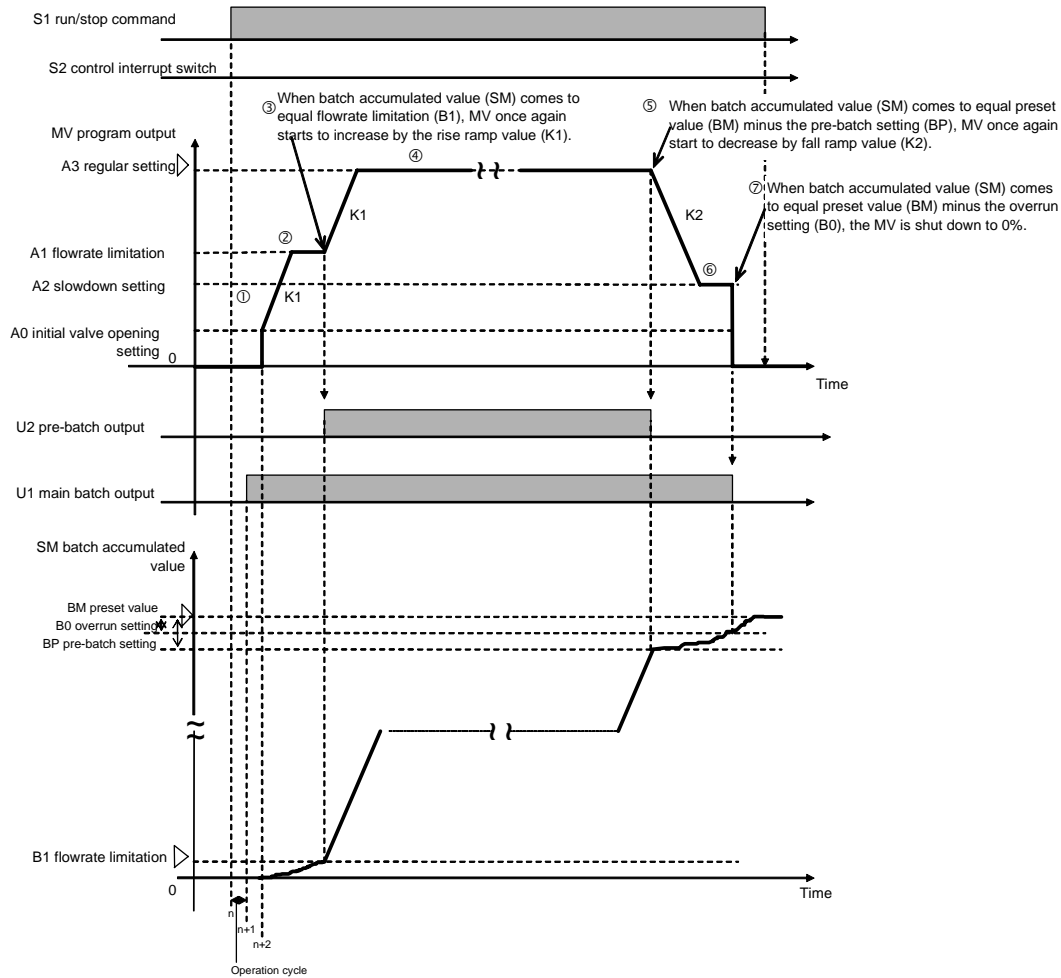 S1 run/stop command
S2 control interrupt switch
③ When batch accumulated value (SM) comes to
equal flowrate limitation (B1), MV once again
starts to increase by the rise ramp value (K1).
⑤ When batch accumulated value (SM) comes to equal preset
value (BM) minus the pre-batch setting (BP), MV once again
start to decrease by fall ramp value (K2).
MV program output
A3 regular setting
④
⑦ When batch accumulated value (SM) comes
to equal preset value (BM) minus the overrun
setting (B0), the MV is shut down to 0%.
K1
K2
②
A1 flowrate limitation
⑥
A2 slowdown setting
①
K1
A0 initial valve opening
setting
0
Time
U2 pre-batch output
U1 main batch output
SM batch accumulated
value
BM preset value
B0 overrun setting
BP pre-batch setting
B1 flowrate limitation
0
Time
n
n+1
n+2
Operation cycle